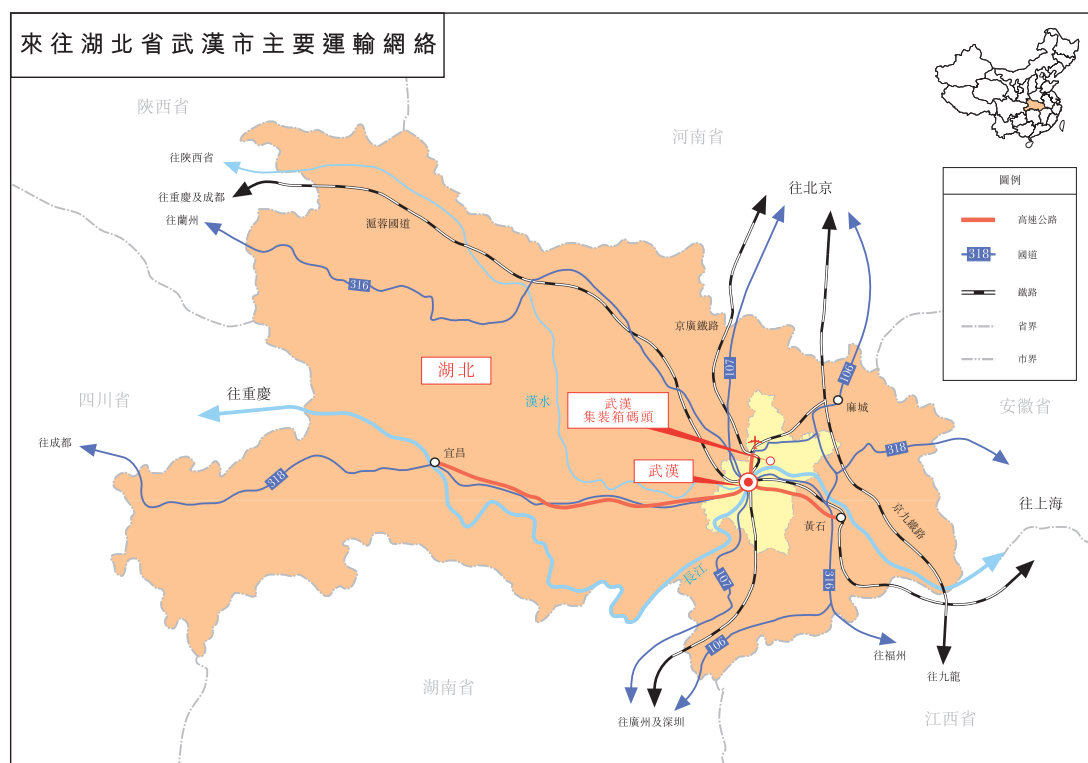 來往湖北省武漢市主要運輸網絡
陝西省
河南省
往陝西省
往重慶及成都
往蘭州
滬蓉國道
往北京
圖例
高速公路
318
國道
鐵路
省界
市界
316
京廣鐵路
107
106
湖北
四川省
往重慶
漢水
武漢
集裝箱碼頭
麻城
安徽省
往成都
宜昌
318
武漢
318
往上海
黃石
京九鐵路
長江
107
316
106
往福州
往九龍
湖南省
往廣州及深圳
江西省